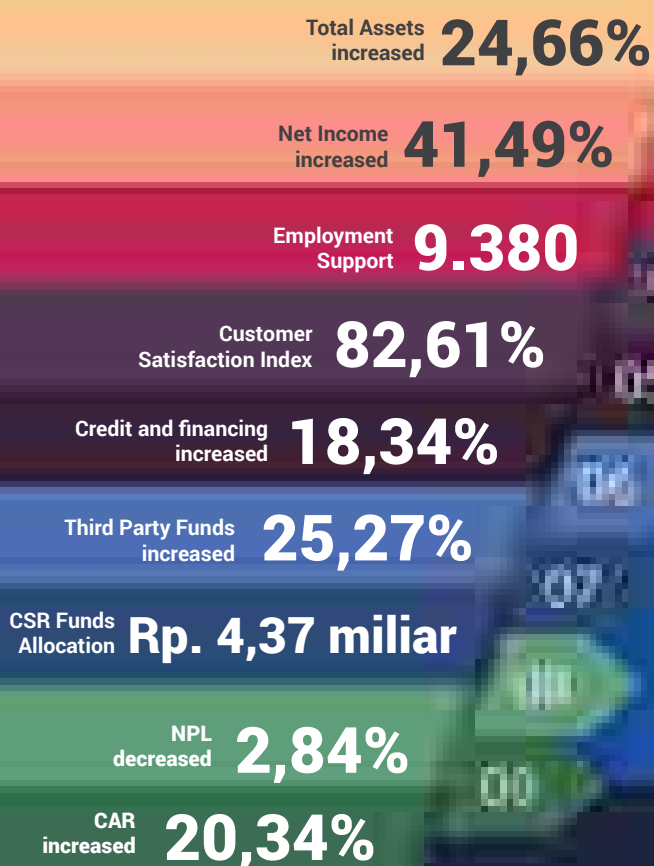 Total Assets
increased 24,66%
Net Income
increased 41,49%
Employment
Support 9.380
Customer
Satisfaction Index 82,61%
Credit and financing
increased 18,34%
Third Party Funds
increased 25,27%
CSR Funds
Allocation Rp. 4,37 miliar
NPL
decreased 2,84%
CAR
increased 20,34%
06
07